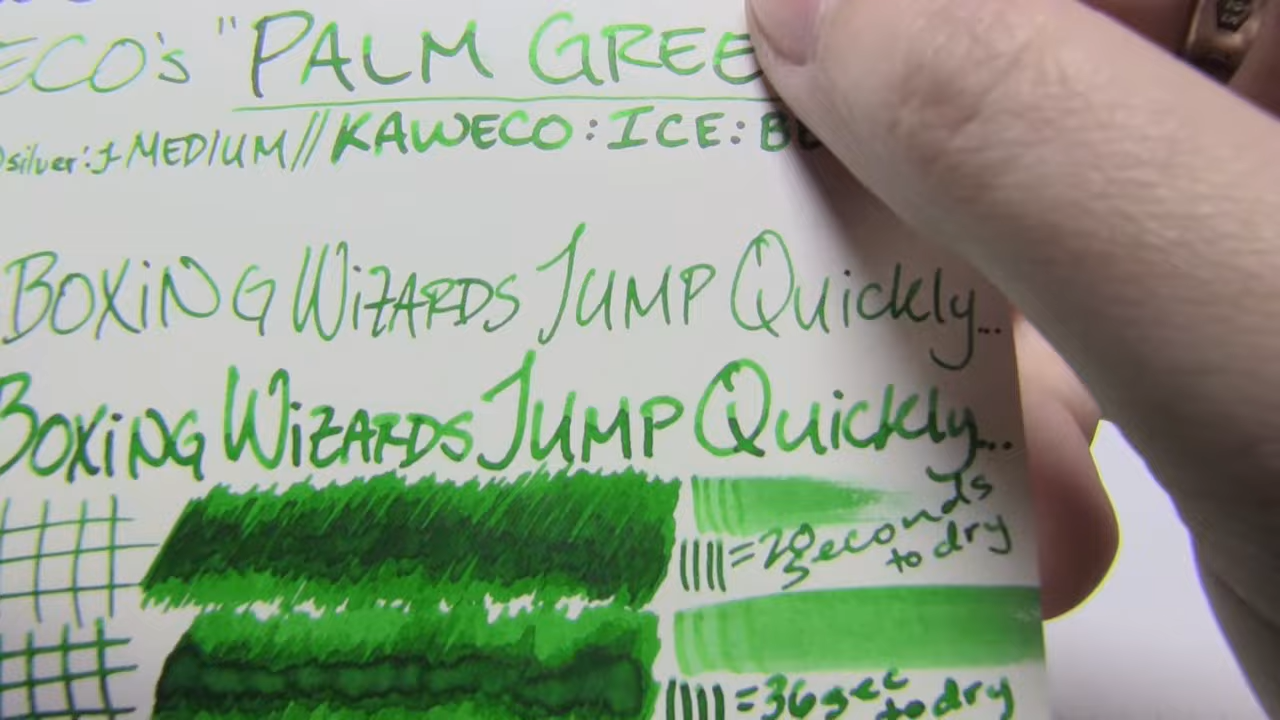 ECO's "PALM GREE
silver': J MEDIUM // KAWECO: ICE: B
BOXiNG WiZARDS JUMP QuickLy...
BOXiNG WiZARDS JUMP QuickLy...
= 20 seconds to dry
= 36 sec to dry